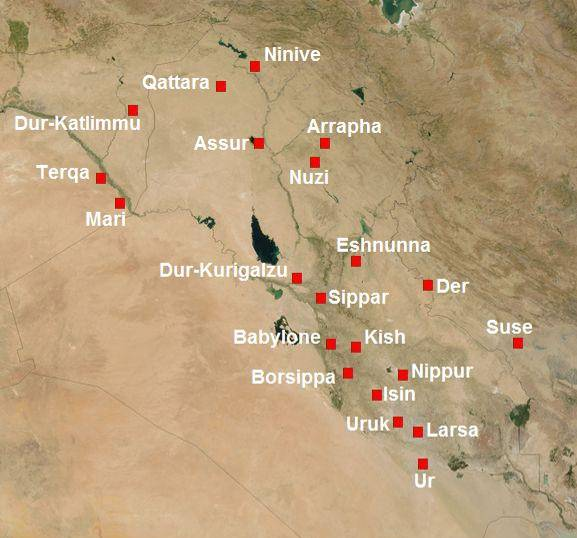 Ninive
Qattara
Dur-Katlimmu
Arrapha
Assur
Terqa
Nuzi
Mari
Eshnunna
Dur-Kurigalzu
Der
Sippar
Suse
Babylone
Kish
Nippur
Borsippa
Isin
Uruk
Larsa
Ur